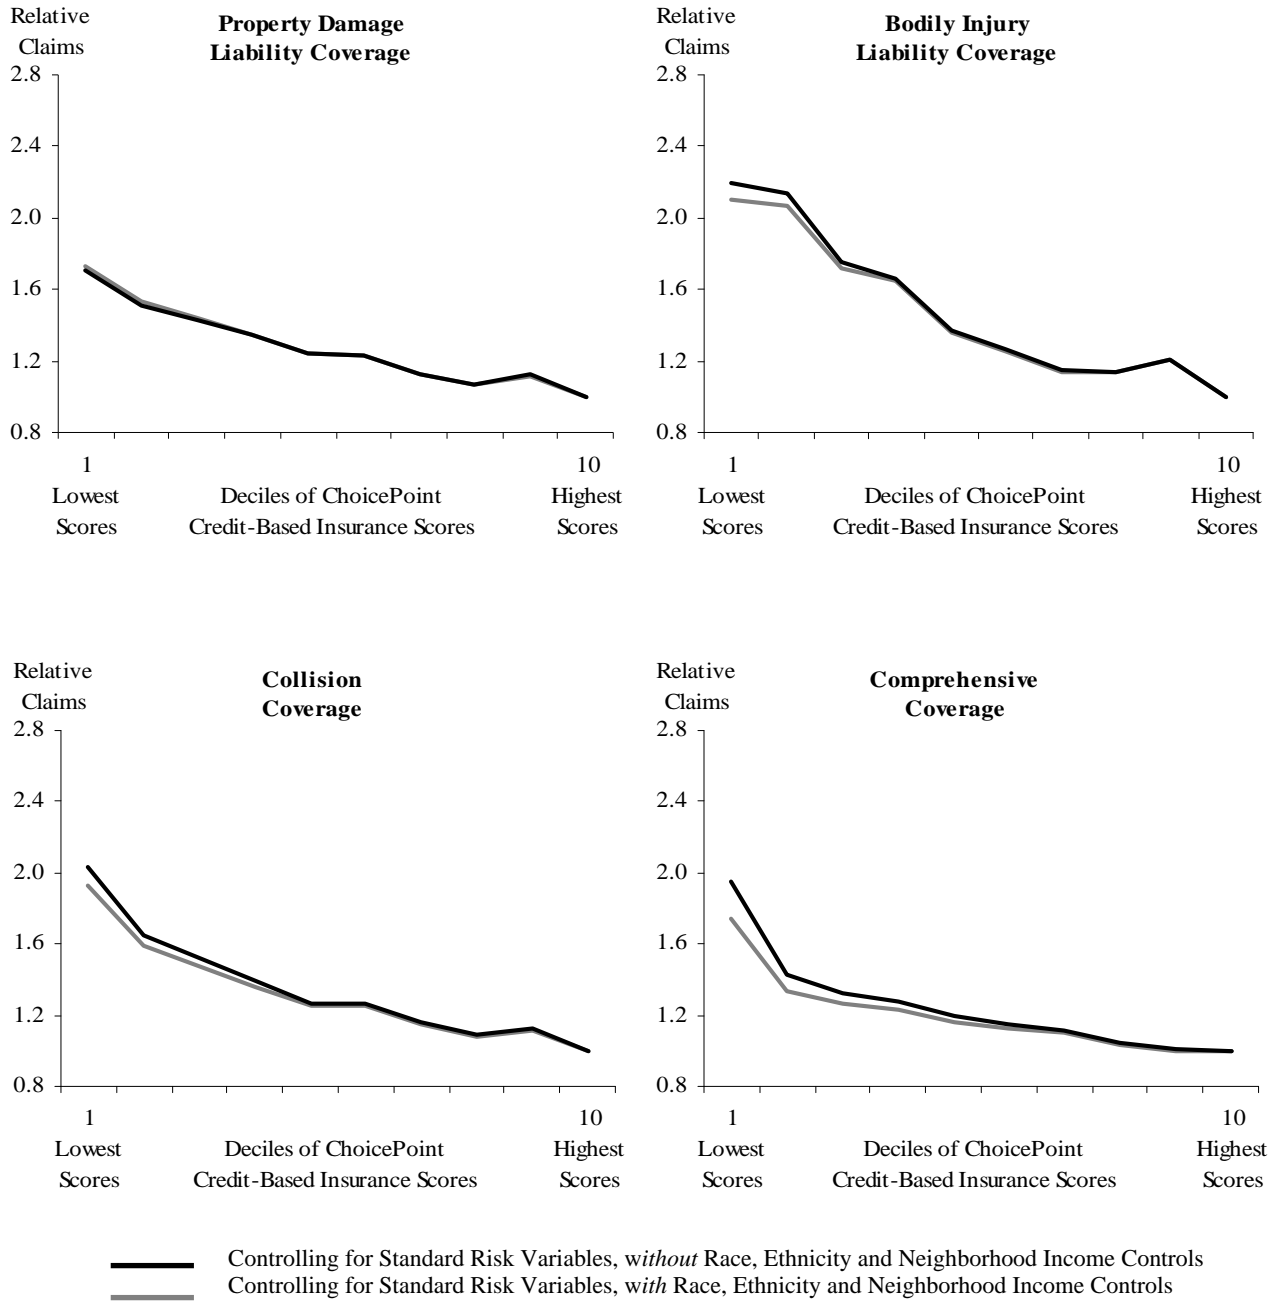 Relative
Claims
Property Damage
Liability Coverage
2.8
2.4
2.0
1.6
1.2
0.8
1
10
Lowest
Scores
Deciles of ChoicePoint
Credit-Based Insurance Scores
Highest
Scores
Relative
Claims
Bodily Injury
Liability Coverage
2.8
2.4
2.0
1.6
1.2
0.8
1
10
Lowest
Scores
Deciles of ChoicePoint
Credit-Based Insurance Scores
Highest
Scores
Relative
Claims
Collision
Coverage
2.8
2.4
2.0
1.6
1.2
0.8
1
10
Lowest
Scores
Deciles of ChoicePoint
Credit-Based Insurance Scores
Highest
Scores
Relative
Claims
Comprehensive
Coverage
2.8
2.4
2.0
1.6
1.2
0.8
1
10
Lowest
Scores
Deciles of ChoicePoint
Credit-Based Insurance Scores
Highest
Scores
Controlling for Standard Risk Variables, without Race, Ethnicity and Neighborhood Income Controls
Controlling for Standard Risk Variables, with Race, Ethnicity and Neighborhood Income Controls